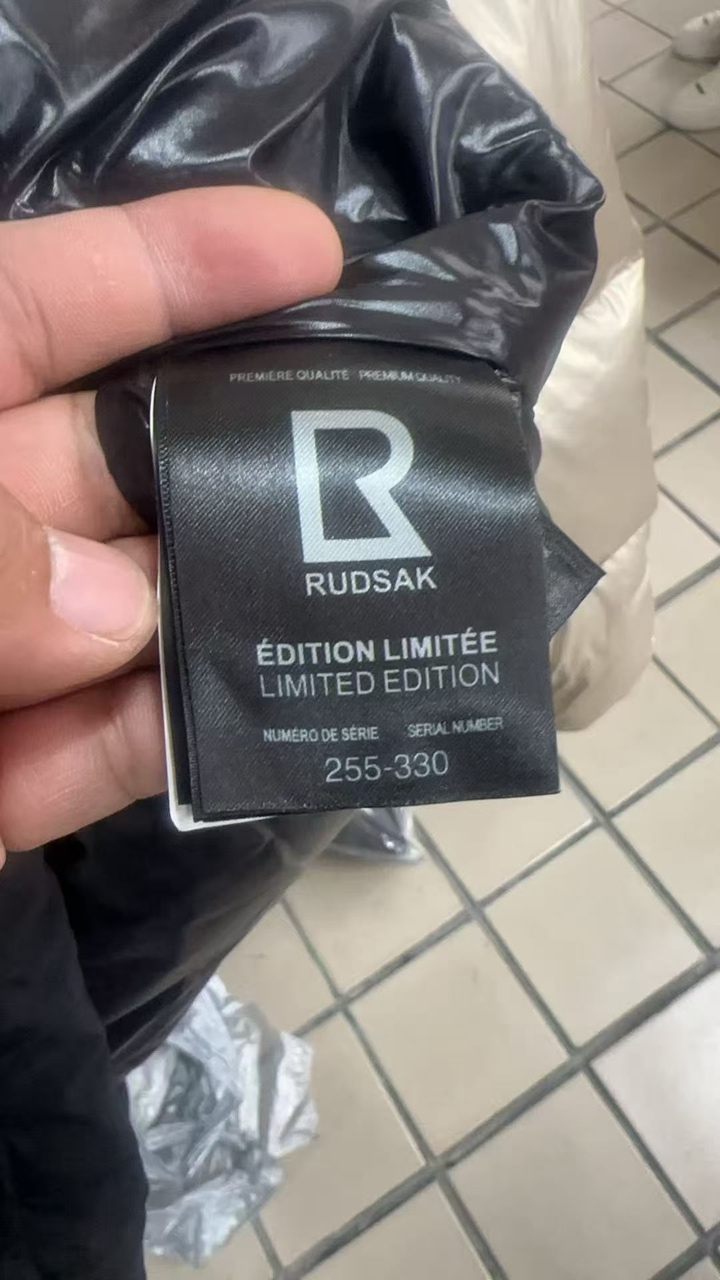 PREMIÈRE QUALITÉ PREMIUM QUALITY
R
RUDSAK
ÉDITION LIMITÉE
LIMITED EDITION
NUMÉRO DE SÉRIE SERIAL NUMBER
255-330